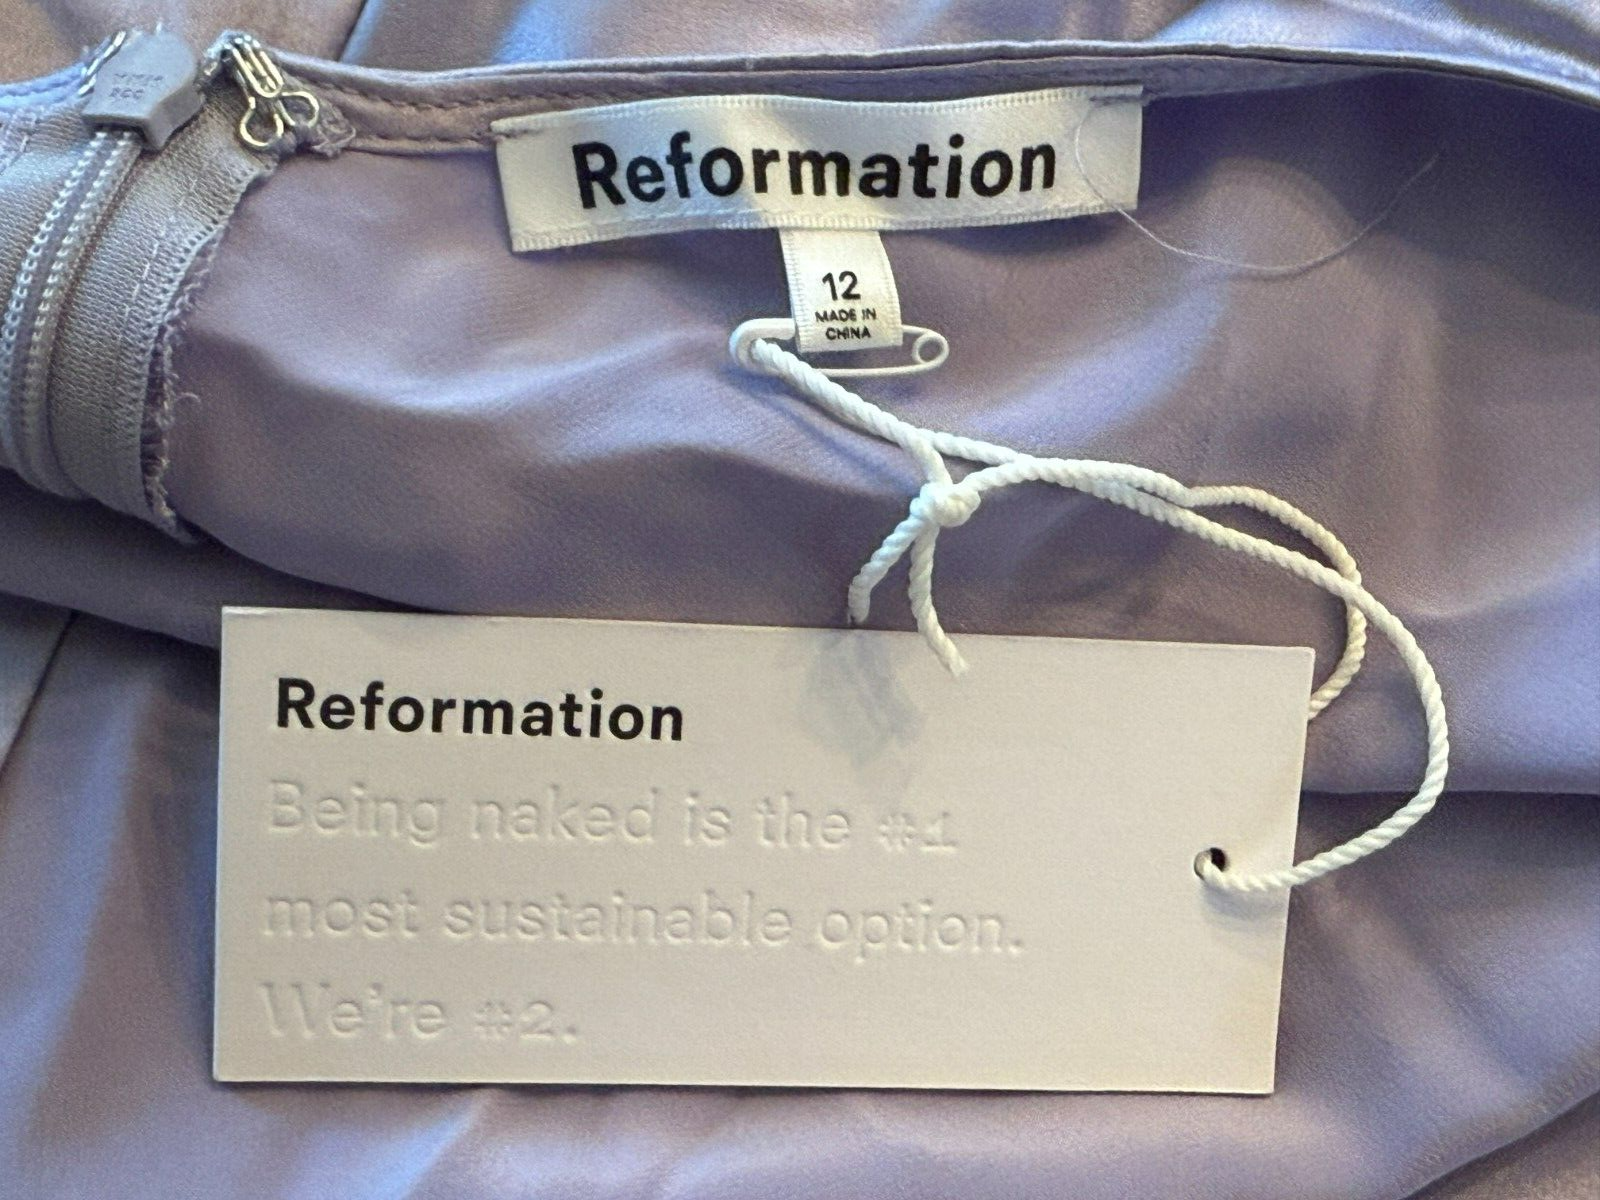 Reformation
12
MADE IN
CHINA
Reformation
Being naked is the #1
most sustainable option.
We're #2.